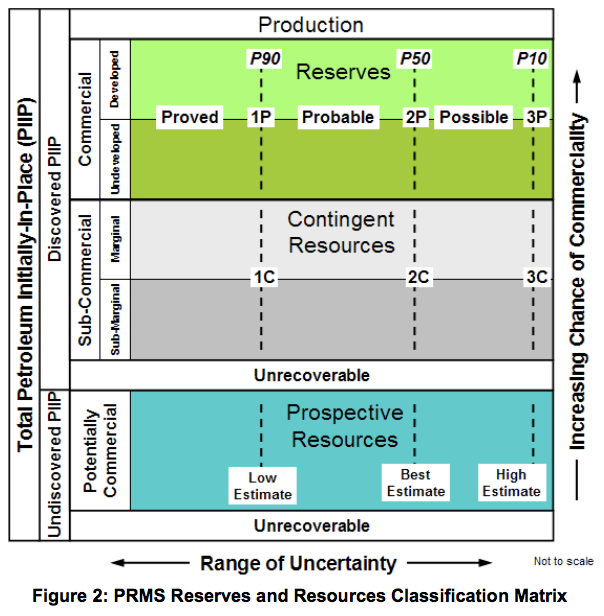 Production
Total Petroleum Initially-In-Place (PIIP)
Discovered PIIP
Commercial
Developed
P90
P50
P10
Reserves
Proved
1P
Probable
2P
Possible
3P
Undeveloped
Sub-Commercial
Marginal
Contingent
Resources
1C
2C
3C
Sub-Marginal
Unrecoverable
Undiscovered PIIP
Potentially
Commercial
Prospective
Resources
Low
Estimate
Best
Estimate
High
Estimate
Unrecoverable
Increasing Chance of Commerciality
Range of Uncertainty
Not to scale
Figure 2: PRMS Reserves and Resources Classification Matrix